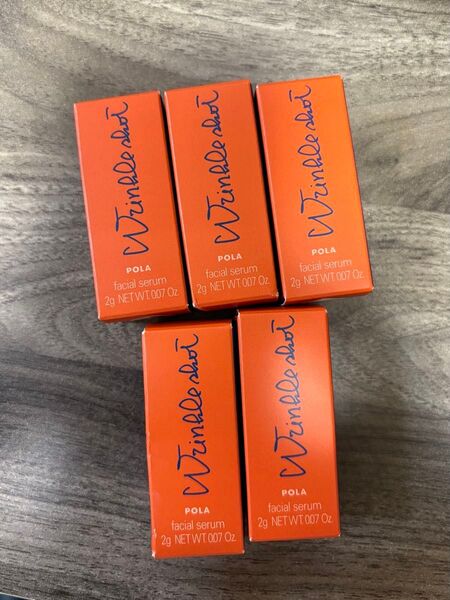 Wrinkle shot
POLA
facial serum
2g NET WT. 0.07 Oz.
Wrinkle shot
POLA
facial serum
2g NET WT. 0.07 Oz.
Wrinkle shot
POLA
facial serum
2g NET WT. 0.07 Oz.
Wrinkle shot
POLA
facial serum
2g NET WT. 0.07 Oz.
Wrinkle shot
POLA
facial serum
2g NET WT. 0.07 Oz.